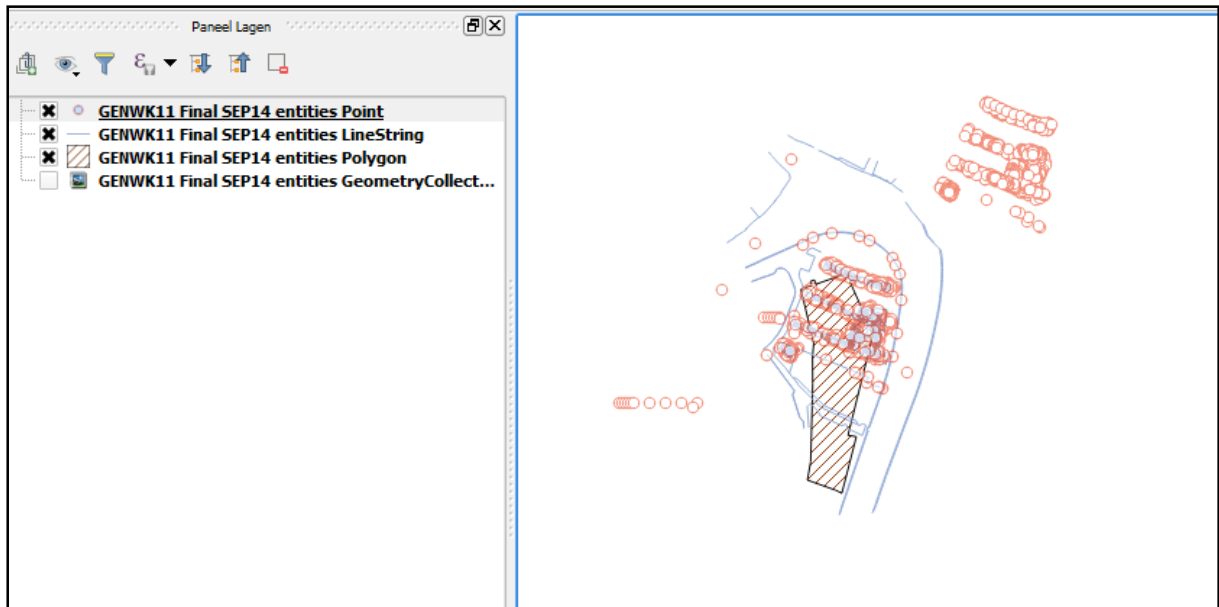 Paneel Lagen
GENWK11 Final SEP14 entities Point
GENWK11 Final SEP14 entities LineString
GENWK11 Final SEP14 entities Polygon
GENWK11 Final SEP14 entities GeometryCollect...